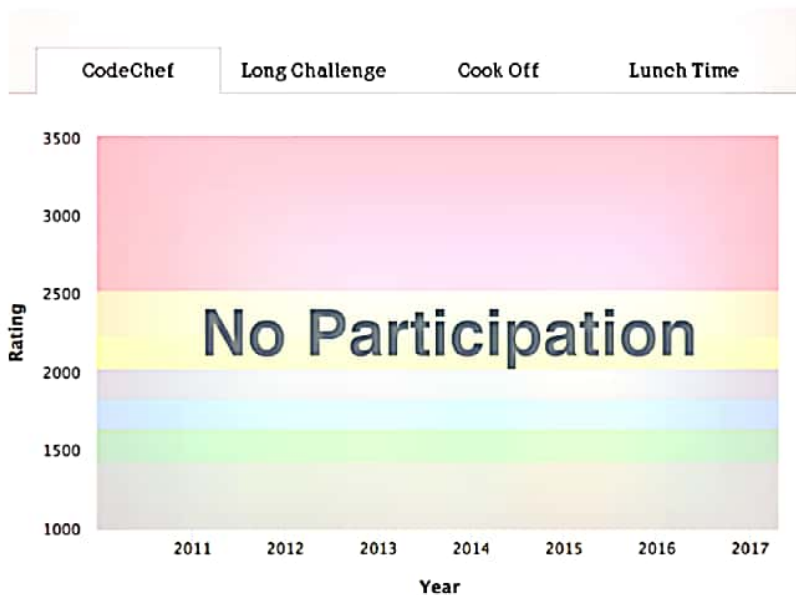 CodeChef Long Challenge Cook Off Lunch Time
3500
3000
2500
No Participation
Rating
2000
1500
1000
2011 2012 2013 2014 2015 2016 2017
Year